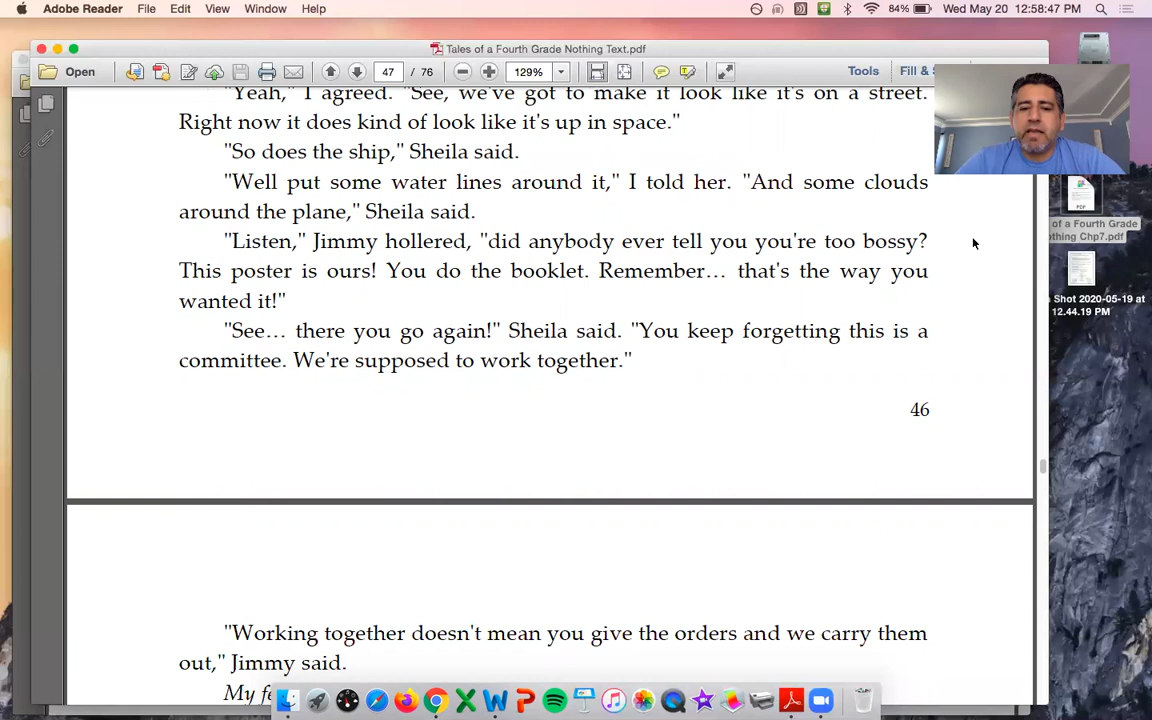 Adobe Reader File Edit View Window Help 84% Wed May 20 12:58:47 PM
Tales of a Fourth Grade Nothing Text.pdf
Open 47 / 76 129% Tools Fill &
"Yeah," I agreed. "See, we've got to make it look like it's on a street.
Right now it does kind of look like it's up in space."
"So does the ship," Sheila said.
"Well put some water lines around it," I told her. "And some clouds
around the plane," Sheila said.
"Listen," Jimmy hollered, "did anybody ever tell you you're too bossy?
This poster is ours! You do the booklet. Remember… that's the way you
wanted it!"
"See… there you go again!" Sheila said. "You keep forgetting this is a
committee. We're supposed to work together."
46
"Working together doesn't mean you give the orders and we carry them
out," Jimmy said.
My
PDF
of a Fourth Grade
Nothing Chp7.pdf
Shot 2020-05-19 at
12.44.19 PM